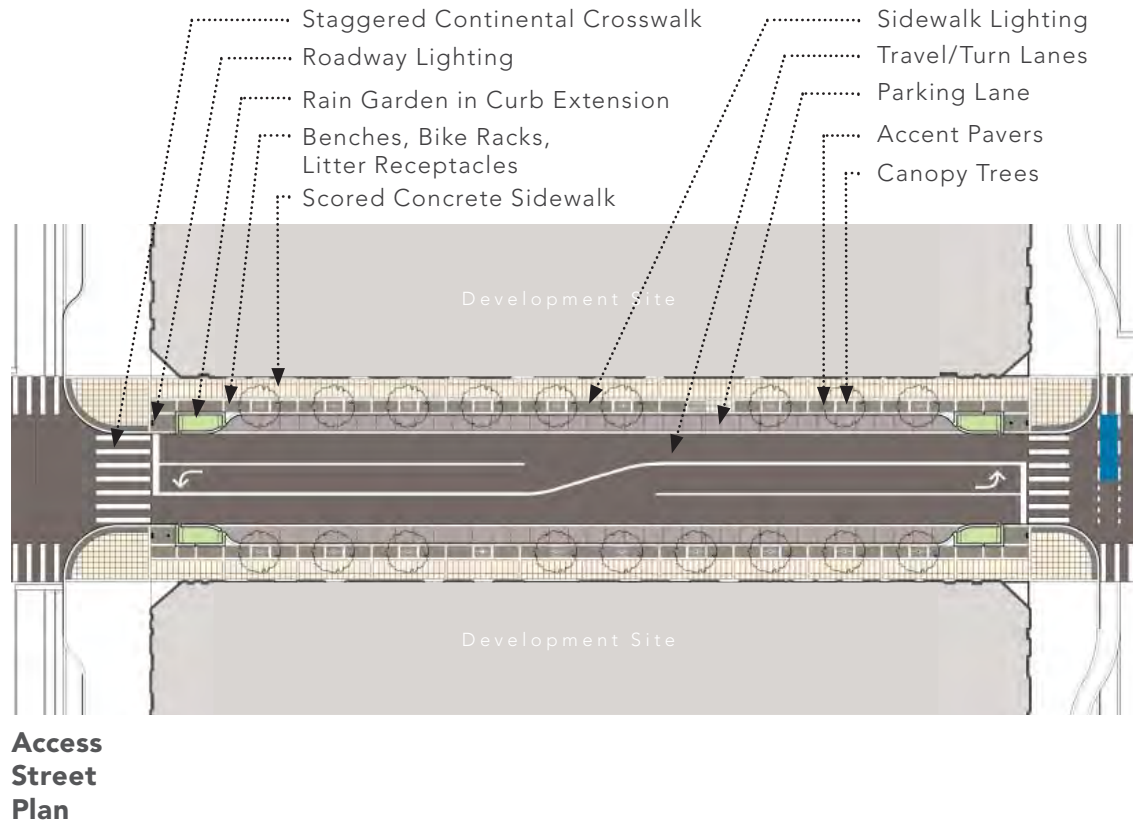 Staggered Continental Crosswalk
Roadway Lighting
Rain Garden in Curb Extension
Benches, Bike Racks,
Litter Receptacles
Scored Concrete Sidewalk
Sidewalk Lighting
Travel/Turn Lanes
Parking Lane
Accent Pavers
Canopy Trees
Development Site
Development Site
Access
Street
Plan